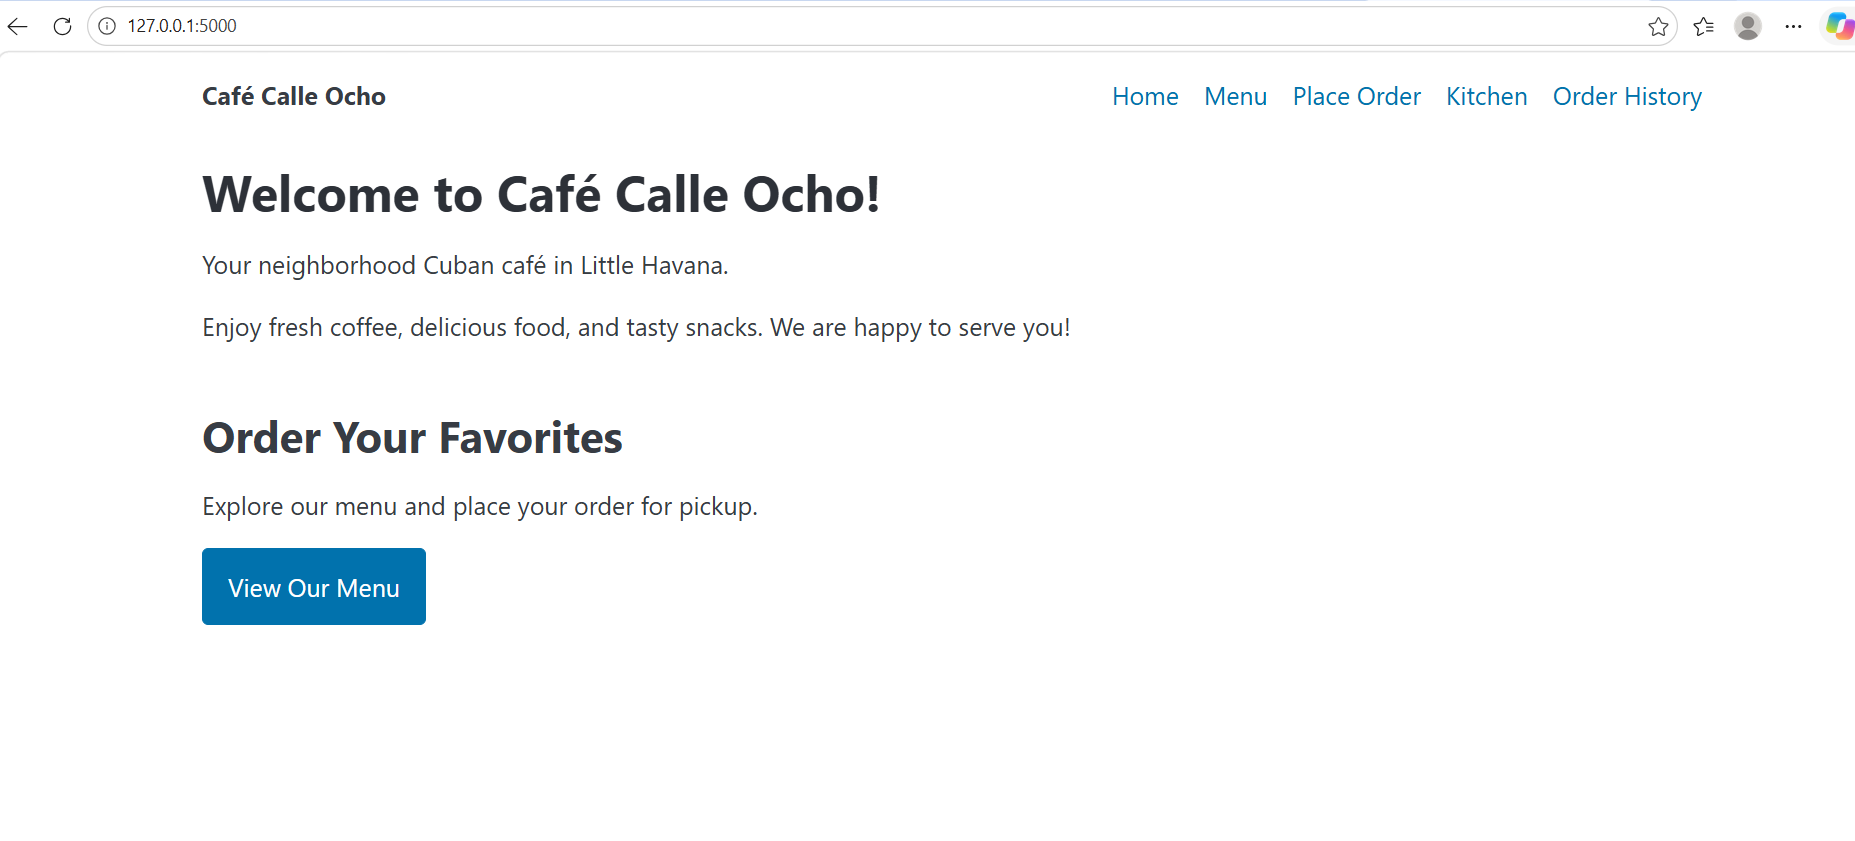 127.0.0.1:5000
Café Calle Ocho
Home Menu Place Order Kitchen Order History
Welcome to Café Calle Ocho!
Your neighborhood Cuban café in Little Havana.
Enjoy fresh coffee, delicious food, and tasty snacks. We are happy to serve you!
Order Your Favorites
Explore our menu and place your order for pickup.
View Our Menu